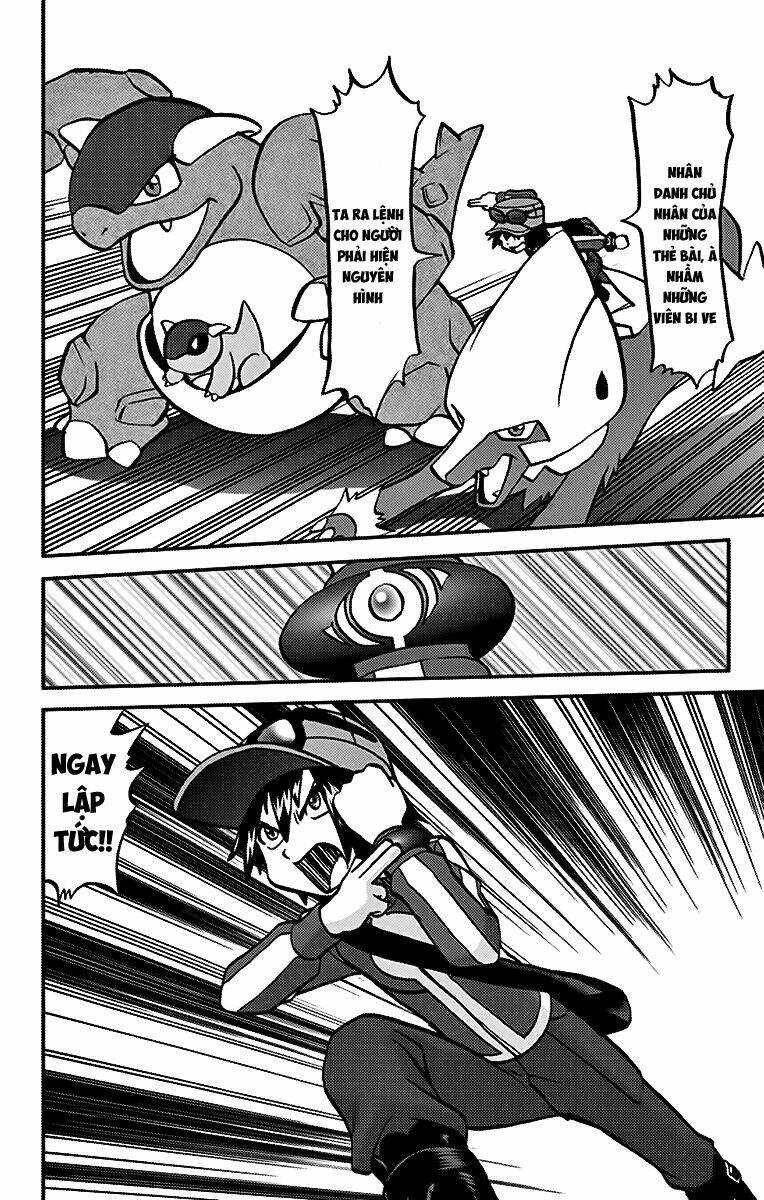 NHÂN
DANH CHỦ
NHÂN CỦA
NHỮNG
THẺ BÀI, À
NHẦM
NHỮNG
VIÊN BI VE
TA RA LỆNH
CHO NGƯỜI
PHẢI HIỆN
NGUYÊN
HÌNH
NGAY
LẬP
TỨC!!